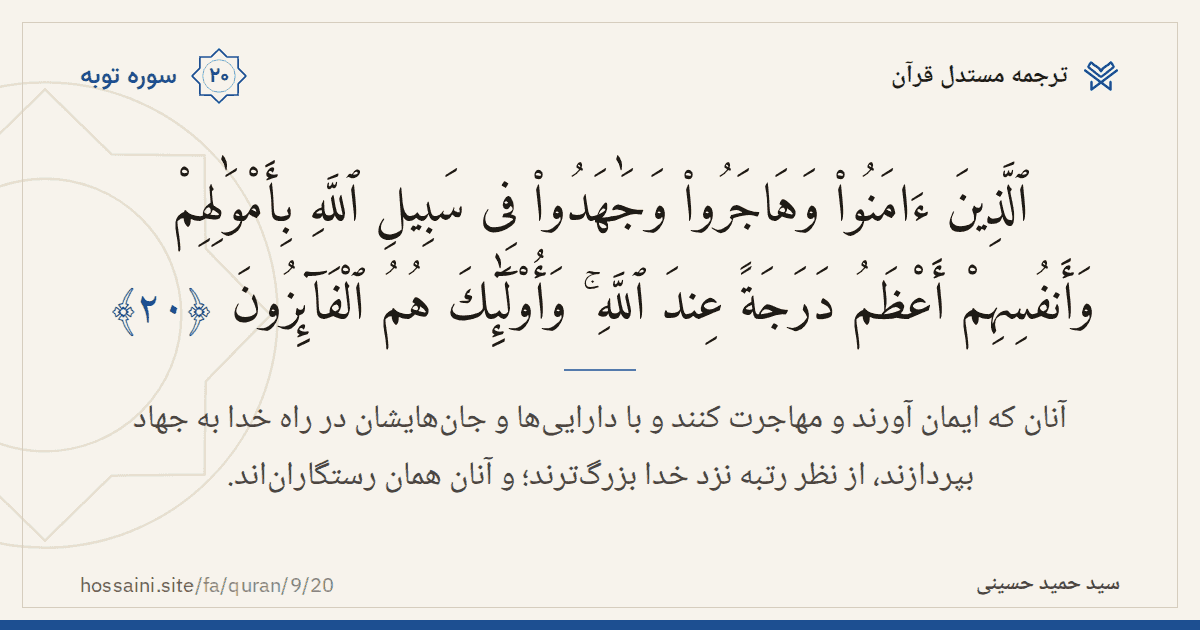 ترجمه مستدل قرآن
۲۰ سوره توبه
ٱلَّذِينَ ءَامَنُوا۟ وَهَاجَرُوا۟ وَجَٰهَدُوا۟ فِى سَبِيلِ ٱللَّهِ بِأَمْوَٰلِهِمْ
وَأَنفُسِهِمْ أَعْظَمُ دَرَجَةً عِندَ ٱللَّهِ ۚ وَأُو۟لَٰٓئِكَ هُمُ ٱلْفَآئِزُونَ ﴿۲۰﴾
آنان که ایمان آورند و مهاجرت کنند و با دارایی‌ها و جان‌هایشان در راه خدا به جهاد
بپردازند، از نظر رتبه نزد خدا بزرگ‌ترند؛ و آنان همان رستگاران‌اند.
سید حمید حسینی
hossaini.site/fa/quran/9/20